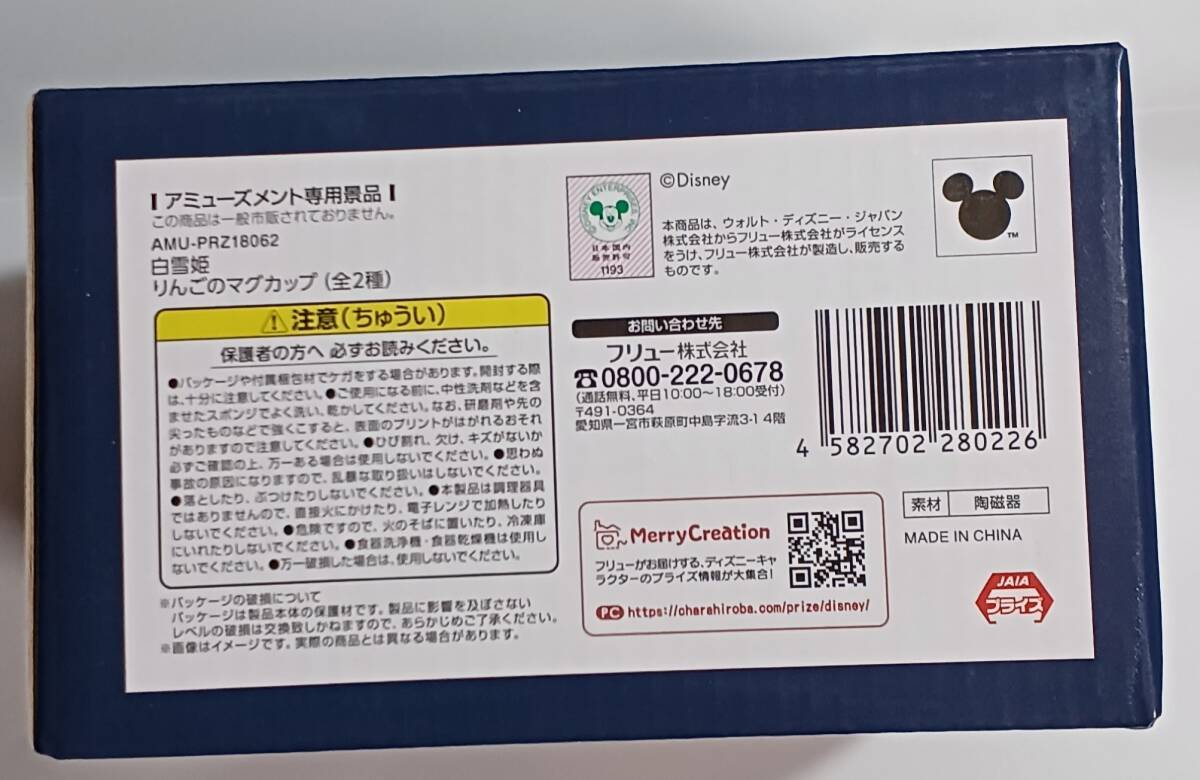 アミューズメント専用景品
この商品は一般市販されておりません。
AMU-PRZ18062
白雪姫
りんごのマグカップ（全2種）
注意（ちゅうい）
保護者の方へ 必ずお読みください。
●パッケージや付属梱包材でケガをする場合があります。開封する際
は、十分に注意してください。●ご使用になる前に、中性洗剤などを含
ませたスポンジでよく洗い、乾かしてください。なお、研磨剤や先の
尖ったものなどで強くこすると、表面のプリントがはがれるおそれ
がありますので注意してください。●ひび割れ、欠け、キズがないか
必ずご確認の上、万一ある場合は使用しないでください。●思わぬ
事故の原因になりますので、乱暴な取り扱いはしないでください。
●落としたり、ぶつけたりしないでください。●本製品は調理器具
ではありませんので、直接火にかけたり、電子レンジで加熱したり
しないでください。●危険ですので、火のそばに置いたり、冷凍庫
にいれたりしないでください。●食器洗浄機・食器乾燥機は使用し
ないでください。●万一破損した場合は、使用しないでください。
※パッケージの破損について
パッケージは製品本体の保護材です。製品に影響を及ぼさない
レベルの破損は交換致しかねますので、あらかじめご了承ください。
※画像はイメージです。実際の商品とは異なる場合があります。
日本国内
販売許可
1193
©Disney
本商品は、ウォルト・ディズニー・ジャパン
株式会社からフリュー株式会社がライセンス
をうけ、フリュー株式会社が製造し、販売する
ものです。
TM
お問い合わせ先
フリュー株式会社
☎0800-222-0678
（通話無料、平日10:00～18:00受付）
〒491-0364
愛知県一宮市萩原町中島字流3-1 4階
4 582702 280226
素材 陶磁器
MADE IN CHINA
MerryCreation
フリューがお届けする、ディズニーキャ
ラクターのプライズ情報が大集合！
PC https://charahiroba.com/prize/disney/
JAIA
プライズ